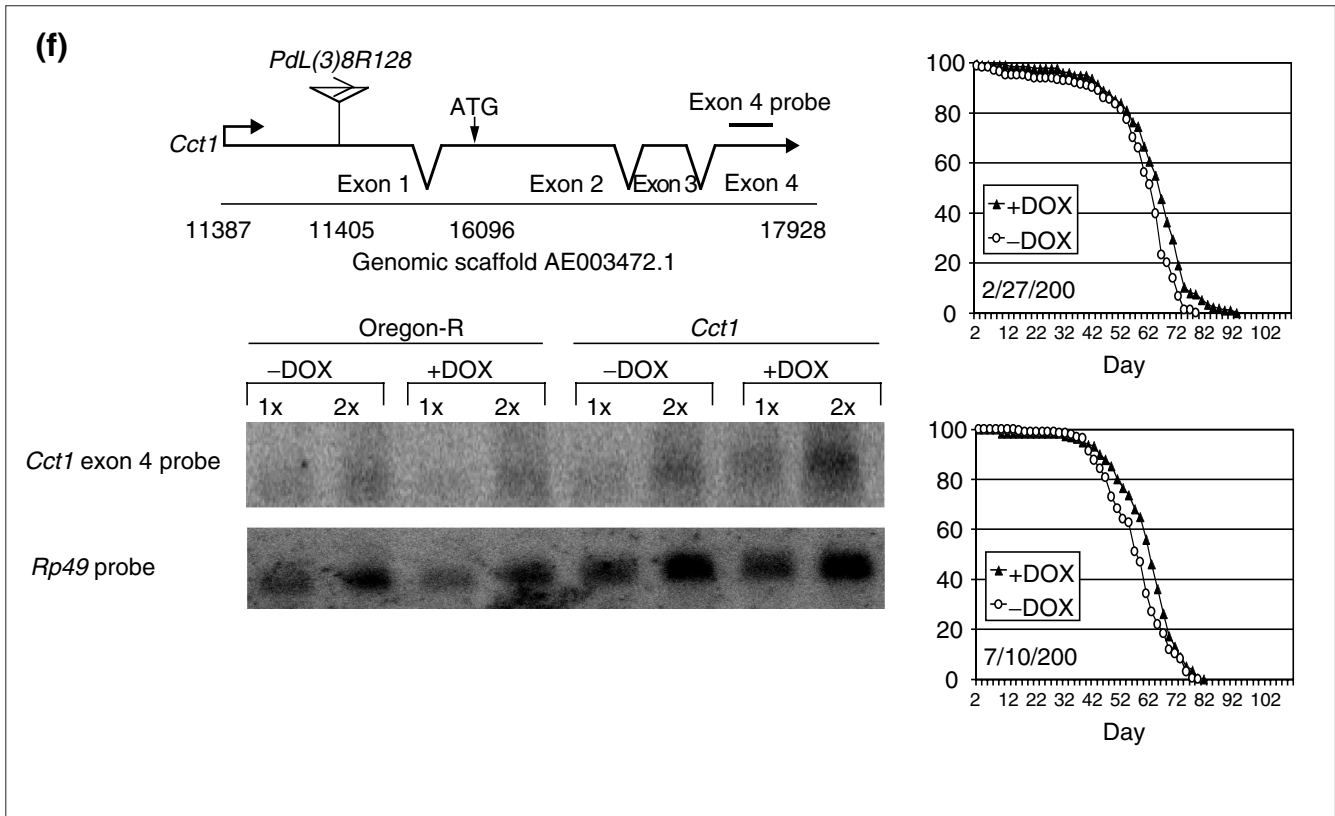 (f)
PdL(3)8R128
ATG
Exon 4 probe
Cct1
Exon 1
Exon 2
Exon 3
Exon 4
11387
11405
16096
17928
Genomic scaffold AE003472.1
Oregon-R
Cct1
–DOX
+DOX
–DOX
+DOX
1x 2x 1x 2x 1x 2x 1x 2x
Cct1 exon 4 probe
Rp49 probe
100
80
60
40
20
0
+DOX
–DOX
2/27/200
2 12 22 32 42 52 62 72 82 92 102
Day
100
80
60
40
20
0
+DOX
–DOX
7/10/200
2 12 22 32 42 52 62 72 82 92 102
Day